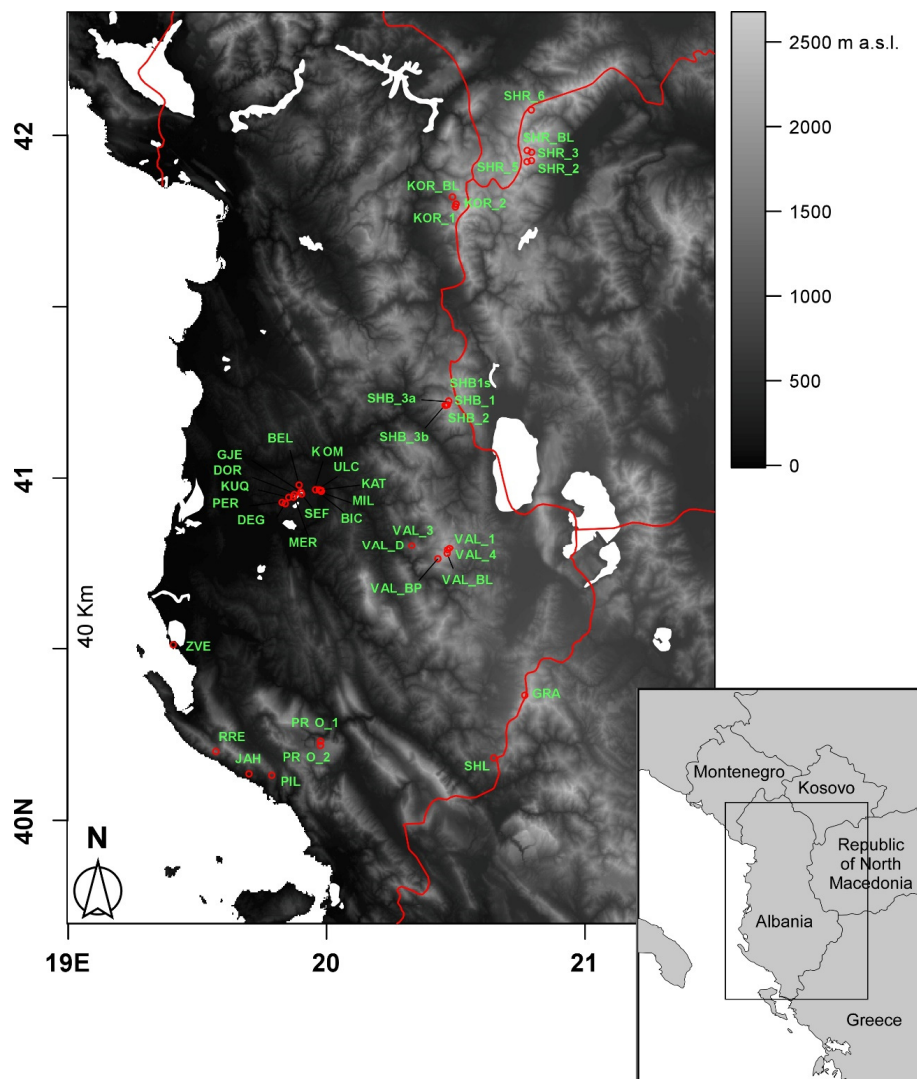 2500 m a.s.l.
2000
1500
1000
500
0
42
41
40 Km
40N
19E
20
21
N
SHR_6
SHR_BL
SHR_3
SHR_5
SHR_2
KOR_BL
KOR_2
KOR_1
SHB1s
SHB_3a
SHB_1
SHB_2
SHB_3b
BEL
KOM
GJE
ULC
DOR
KUQ
KAT
PER
MIL
SEF
DEG
BIC
MER
VAL_3
VAL_1
VAL_D
VAL_4
VAL_BP
VAL_BL
ZVE
GRA
PRO_1
RRE
JAH
PRO_2
SHL
PIL
Montenegro
Kosovo
Republic
of North
Macedonia
Albania
Greece